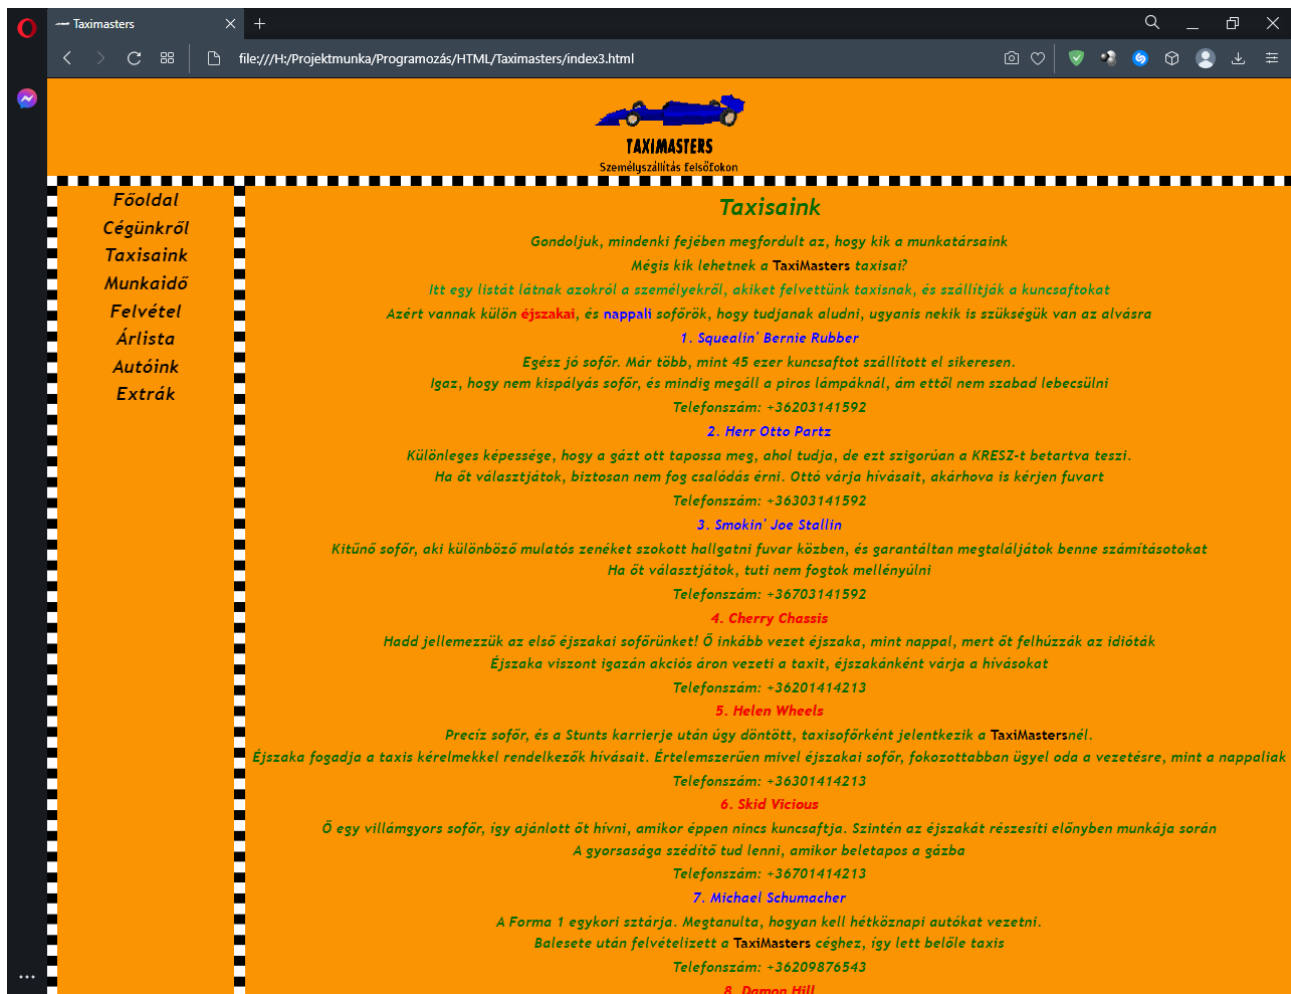 Taximasters
file:///H:/Projektmunka/Programozás/HTML/Taximasters/index3.html
TAXIMASTERS
Személyszállítás felsőfokon
Főoldal
Cégünkről
Taxisaink
Munkaidő
Felvétel
Árlista
Autóink
Extrák
Taxisaink
Gondoljuk, mindenki fejében megfordult az, hogy kik a munkatársaink
Mégis kik lehetnek a TaxiMasters taxisai?
Itt egy listát látnak azokról a személyekről, akiket felvettünk taxisnak, és szállítják a kuncsaftokat
Azért vannak külön éjszakai, és nappali sofőrök, hogy tudjanak aludni, ugyanis nekik is szükségük van az alvásra
1. Squealin' Bernie Rubber
Egész jó sofőr. Már több, mint 45 ezer kuncsaftot szállított el sikeresen.
Igaz, hogy nem kispályás sofőr, és mindig megáll a piros lámpáknál, ám ettől nem szabad lebecsülni
Telefonszám: +36203141592
2. Herr Otto Partz
Különleges képessége, hogy a gázt ott tapossa meg, ahol tudja, de ezt szigorúan a KRESZ-t betartva teszi.
Ha őt választjátok, biztosan nem fog csalódás érni. Ottó várja hívásait, akárhova is kérjen fuvart
Telefonszám: +36303141592
3. Smokin' Joe Stallin
Kitűnő sofőr, aki különböző mulatós zenéket szokott hallgatni fuvar közben, és garantáltan megtaláljátok benne számításotokat
Ha őt választjátok, tuti nem fogtok mellényúlni
Telefonszám: +36703141592
4. Cherry Chassis
Hadd jellemezzük az első éjszakai sofőrünket! Ő inkább vezet éjszaka, mint nappal, mert őt felhúzzák az idióták
Éjszaka viszont igazán akciós áron vezeti a taxit, éjszakánként várja a hívásokat
Telefonszám: +36201414213
5. Helen Wheels
Precíz sofőr, és a Stunts karrierje után úgy döntött, taxisofőrként jelentkezik a TaxiMastersnél.
Éjszaka fogadja a taxis kérelmekkel rendelkezők hívásait. Értelemszerűen mivel éjszakai sofőr, fokozottabban ügyel oda a vezetésre, mint a nappaliak
Telefonszám: +36301414213
6. Skid Vicious
Ő egy villámgyors sofőr, így ajánlott őt hívni, amikor éppen nincs kuncsaftja. Szintén az éjszakát részesíti előnyben munkája során
A gyorsasága szédítő tud lenni, amikor beletapos a gázba
Telefonszám: +36701414213
7. Michael Schumacher
A Forma 1 egykori sztárja. Megtanulta, hogyan kell hétköznapi autókat vezetni.
Balesete után felvételizett a TaxiMasters céghez, így lett belőle taxis
Telefonszám: +36209876543
8. Damon Hill